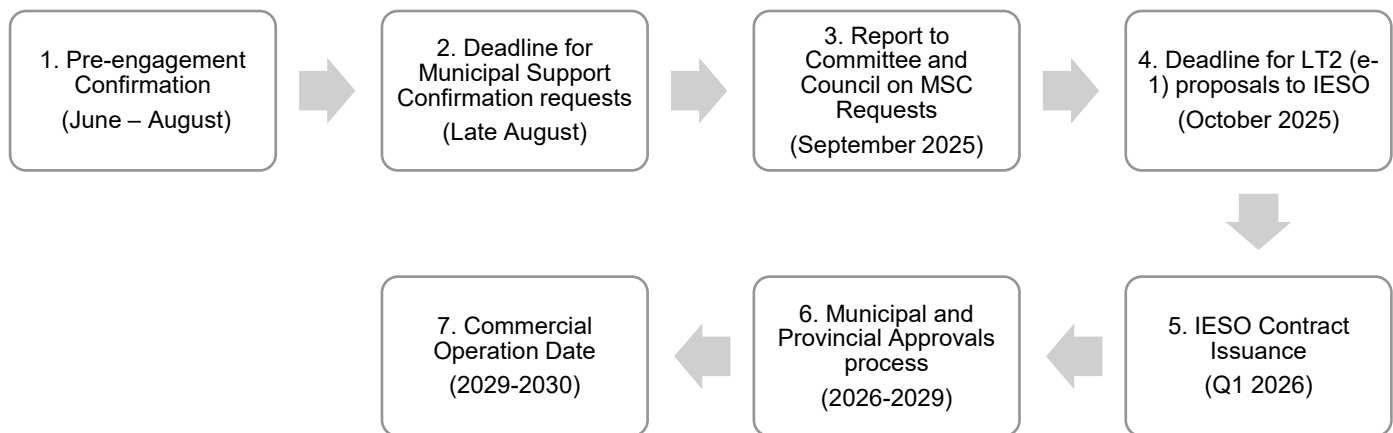 1. Pre-engagement
Confirmation
(June – August)
2. Deadline for
Municipal Support
Confirmation requests
(Late August)
3. Report to
Committee and
Council on MSC
Requests
(September 2025)
4. Deadline for LT2 (e-
1) proposals to IESO
(October 2025)
5. IESO Contract
Issuance
(Q1 2026)
6. Municipal and
Provincial Approvals
process
(2026-2029)
7. Commercial
Operation Date
(2029-2030)